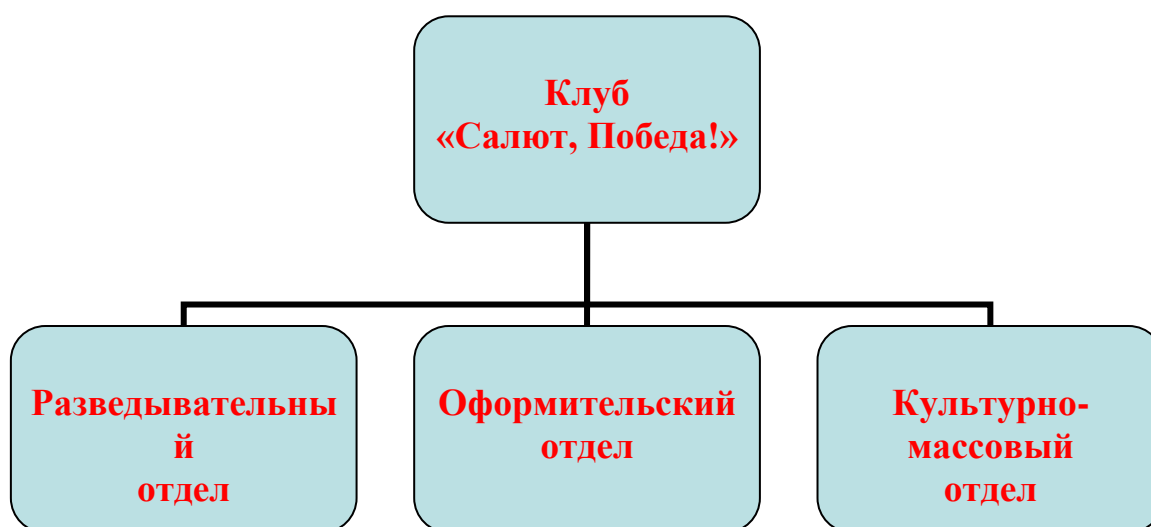 Клуб
«Салют, Победа!»
Разведывательны
й
отдел
Оформительский
отдел
Культурно-
массовый
отдел